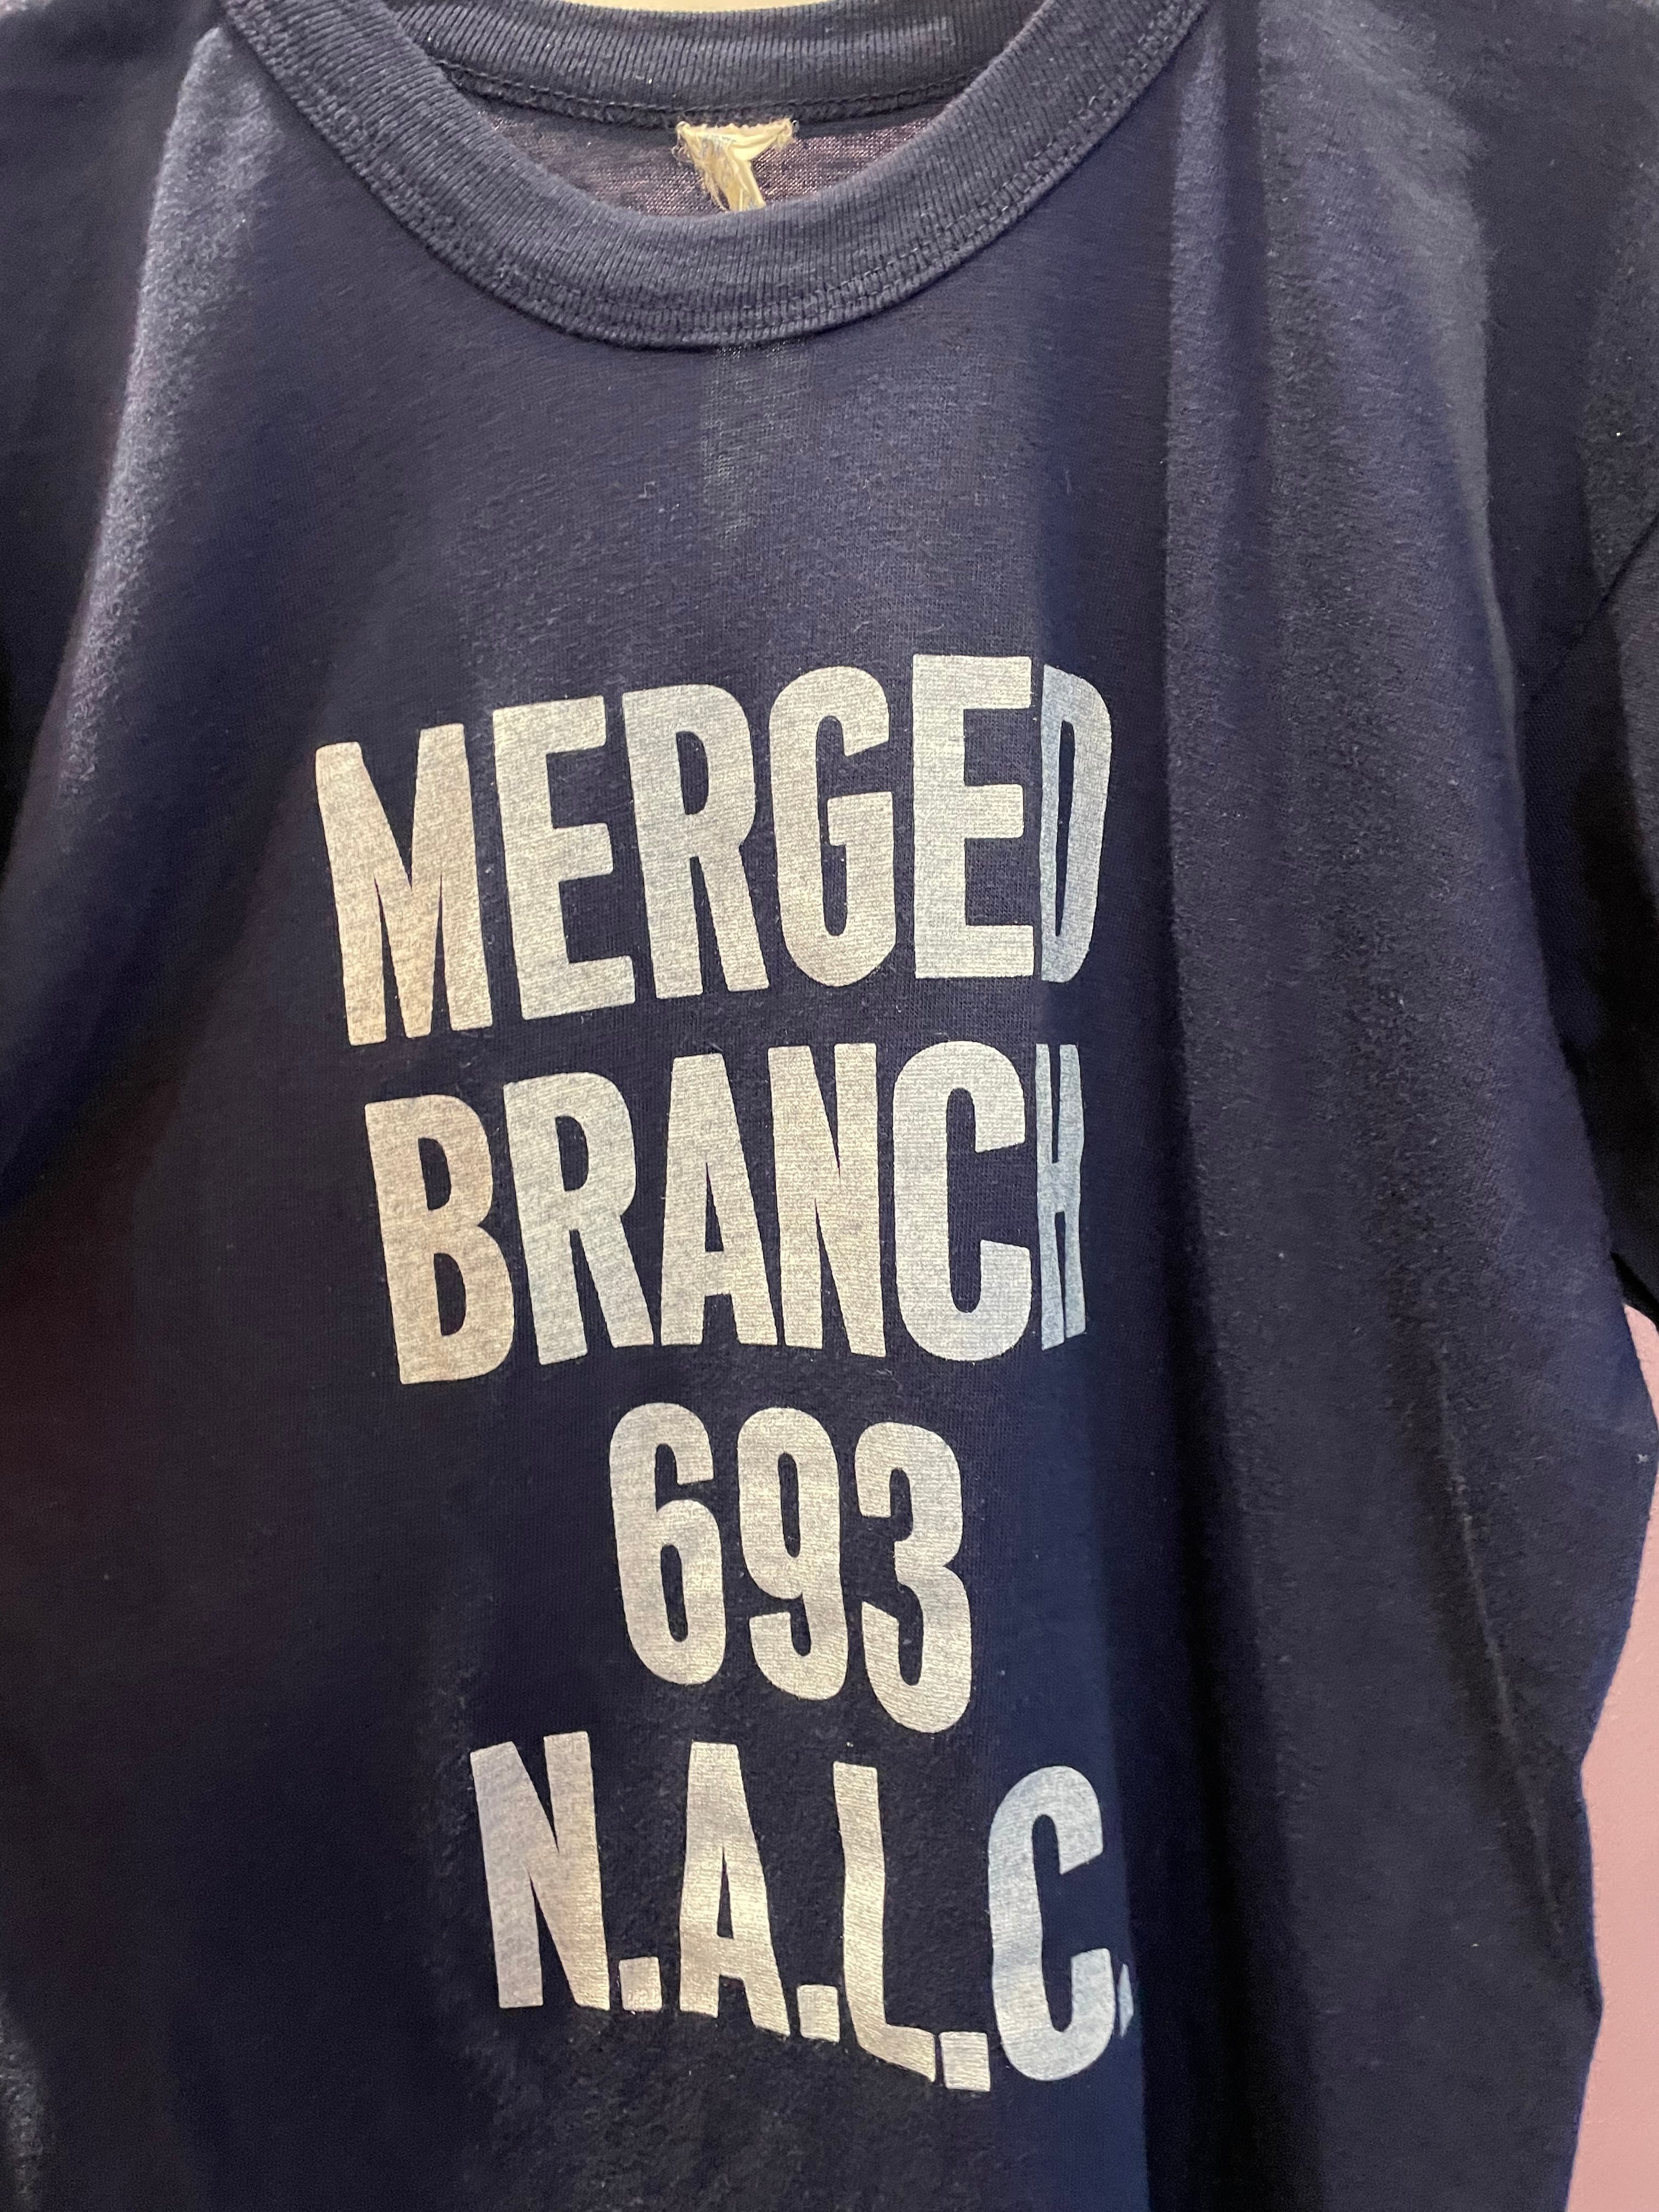 MERGED
BRANCH
693
N.A.L.C.